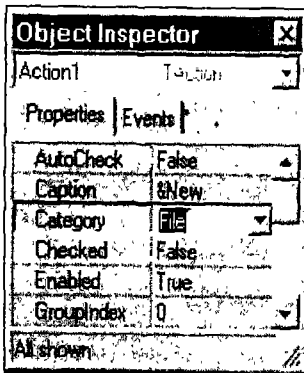 Object Inspector
Action1 TAction
Properties Events
AutoCheck False
Caption &New
Category File
Checked False
Enabled True
GroupIndex 0
All shown